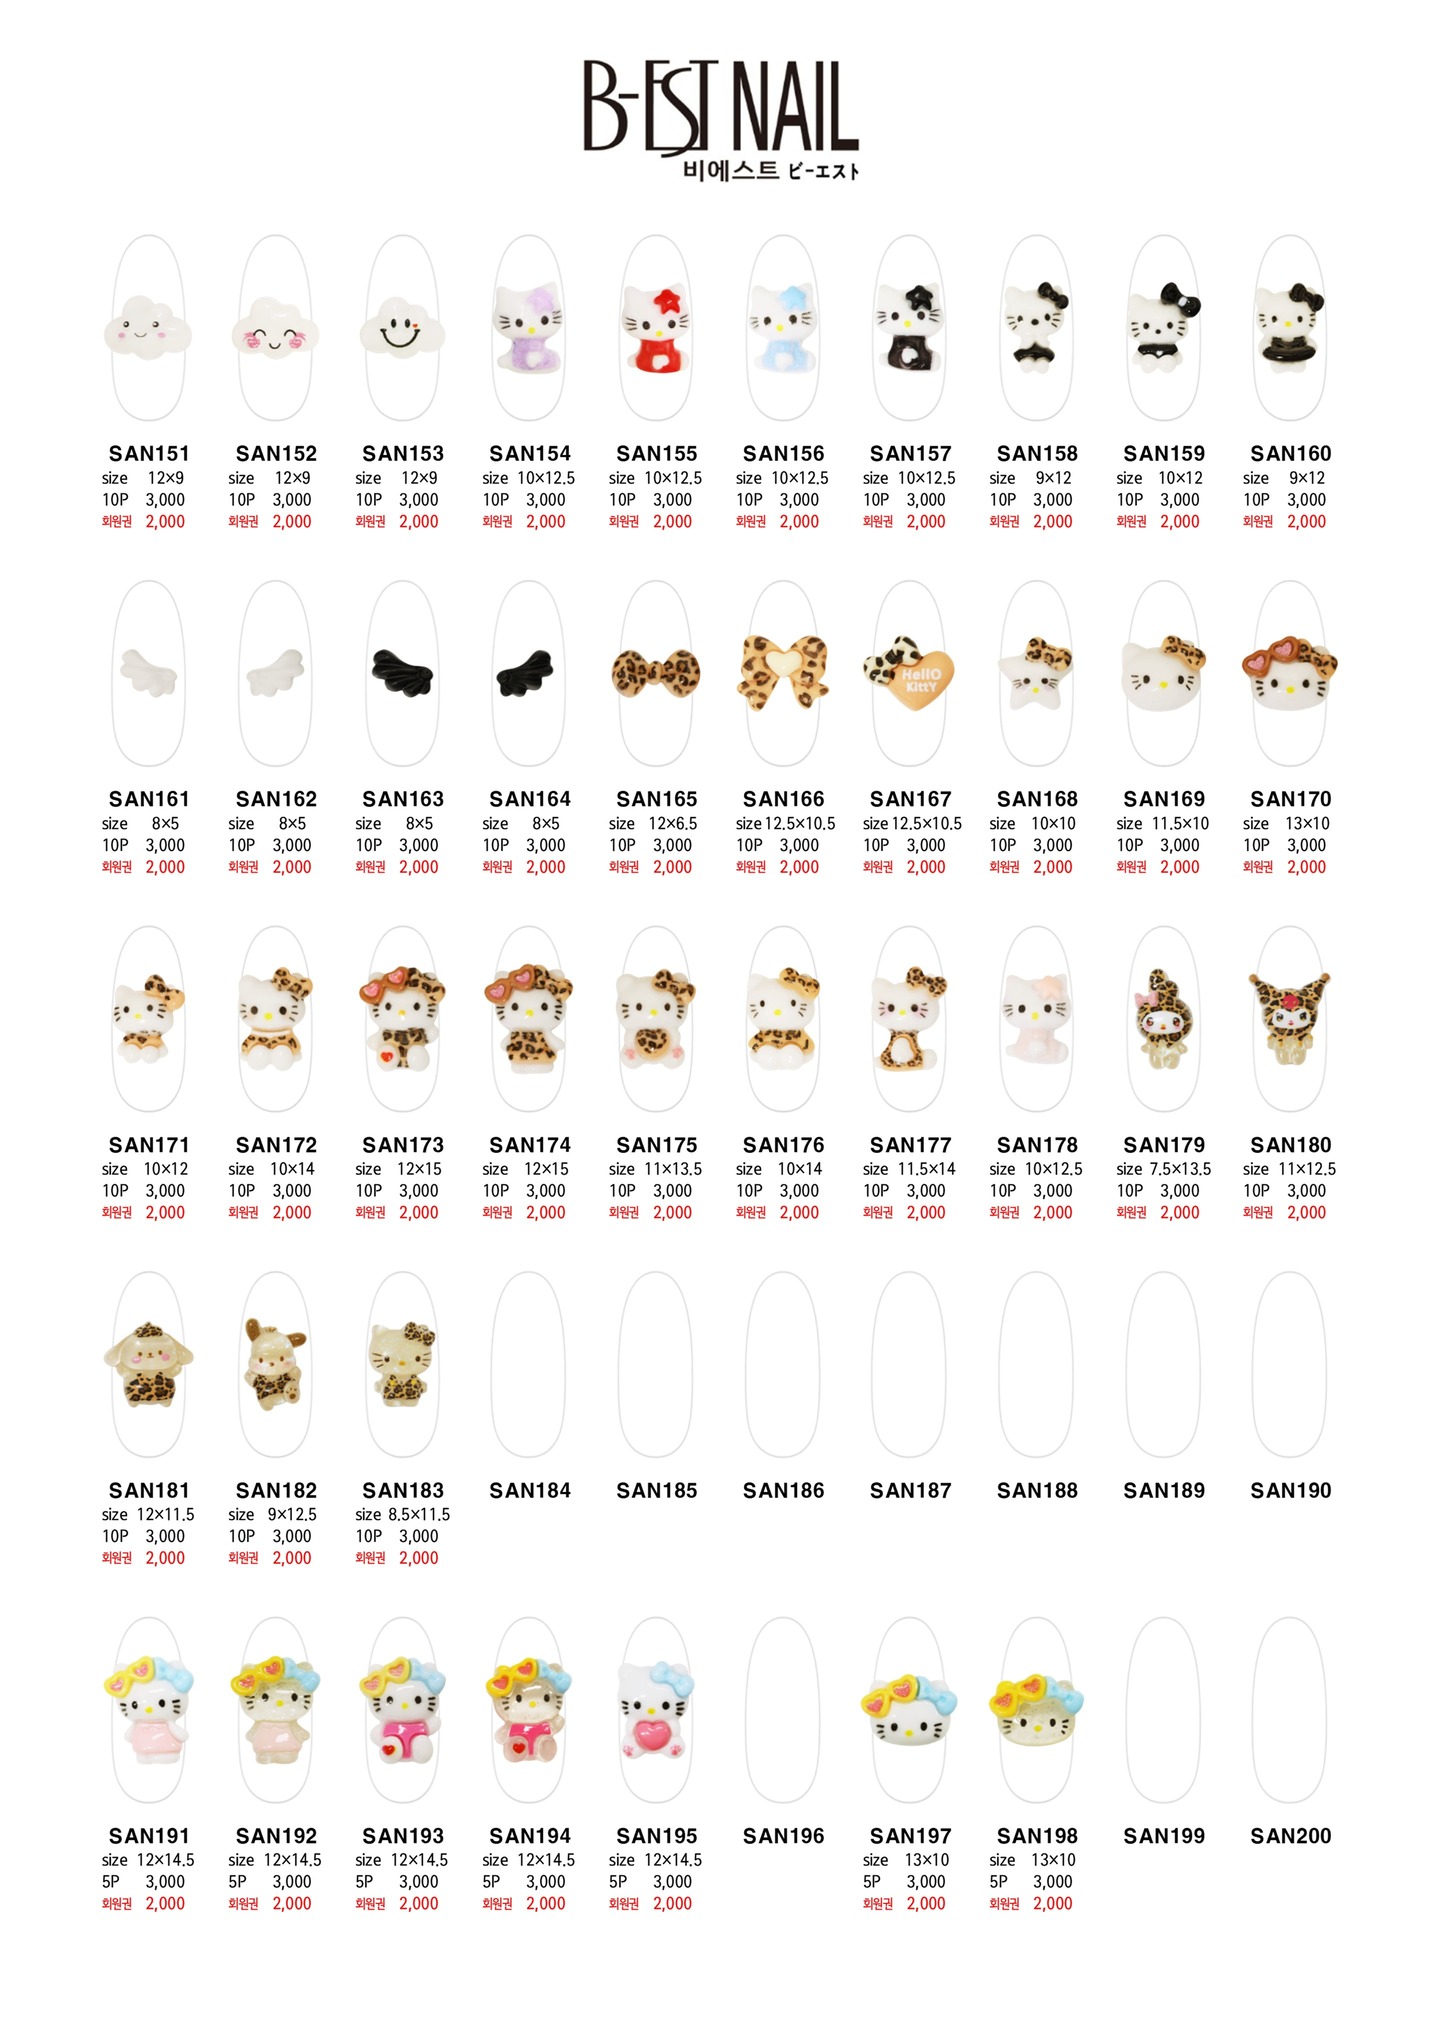 B-EST NAIL
비에스트 ビーエスト
SAN151 SAN152 SAN153 SAN154 SAN155 SAN156 SAN157 SAN158 SAN159 SAN160
size 12×9 size 12×9 size 12×9 size 10×12.5 size 10×12.5 size 10×12.5 size 10×12.5 size 9×12 size 10×12 size 9×12
10P 3,000 10P 3,000 10P 3,000 10P 3,000 10P 3,000 10P 3,000 10P 3,000 10P 3,000 10P 3,000 10P 3,000
회원권 2,000 회원권 2,000 회원권 2,000 회원권 2,000 회원권 2,000 회원권 2,000 회원권 2,000 회원권 2,000 회원권 2,000 회원권 2,000
HellO
KittY
SAN161 SAN162 SAN163 SAN164 SAN165 SAN166 SAN167 SAN168 SAN169 SAN170
size 8×5 size 8×5 size 8×5 size 8×5 size 12×6.5 size 12.5×10.5 size 12.5×10.5 size 10×10 size 11.5×10 size 13×10
10P 3,000 10P 3,000 10P 3,000 10P 3,000 10P 3,000 10P 3,000 10P 3,000 10P 3,000 10P 3,000 10P 3,000
회원권 2,000 회원권 2,000 회원권 2,000 회원권 2,000 회원권 2,000 회원권 2,000 회원권 2,000 회원권 2,000 회원권 2,000 회원권 2,000
SAN171 SAN172 SAN173 SAN174 SAN175 SAN176 SAN177 SAN178 SAN179 SAN180
size 10×12 size 10×14 size 12×15 size 12×15 size 11×13.5 size 10×14 size 11.5×14 size 10×12.5 size 7.5×13.5 size 11×12.5
10P 3,000 10P 3,000 10P 3,000 10P 3,000 10P 3,000 10P 3,000 10P 3,000 10P 3,000 10P 3,000 10P 3,000
회원권 2,000 회원권 2,000 회원권 2,000 회원권 2,000 회원권 2,000 회원권 2,000 회원권 2,000 회원권 2,000 회원권 2,000 회원권 2,000
SAN181 SAN182 SAN183 SAN184 SAN185 SAN186 SAN187 SAN188 SAN189 SAN190
size 12×11.5 size 9×12.5 size 8.5×11.5
10P 3,000 10P 3,000 10P 3,000
회원권 2,000 회원권 2,000 회원권 2,000
SAN191 SAN192 SAN193 SAN194 SAN195 SAN196 SAN197 SAN198 SAN199 SAN200
size 12×14.5 size 12×14.5 size 12×14.5 size 12×14.5 size 12×14.5 size 13×10 size 13×10
5P 3,000 5P 3,000 5P 3,000 5P 3,000 5P 3,000 5P 3,000 5P 3,000
회원권 2,000 회원권 2,000 회원권 2,000 회원권 2,000 회원권 2,000 회원권 2,000 회원권 2,000